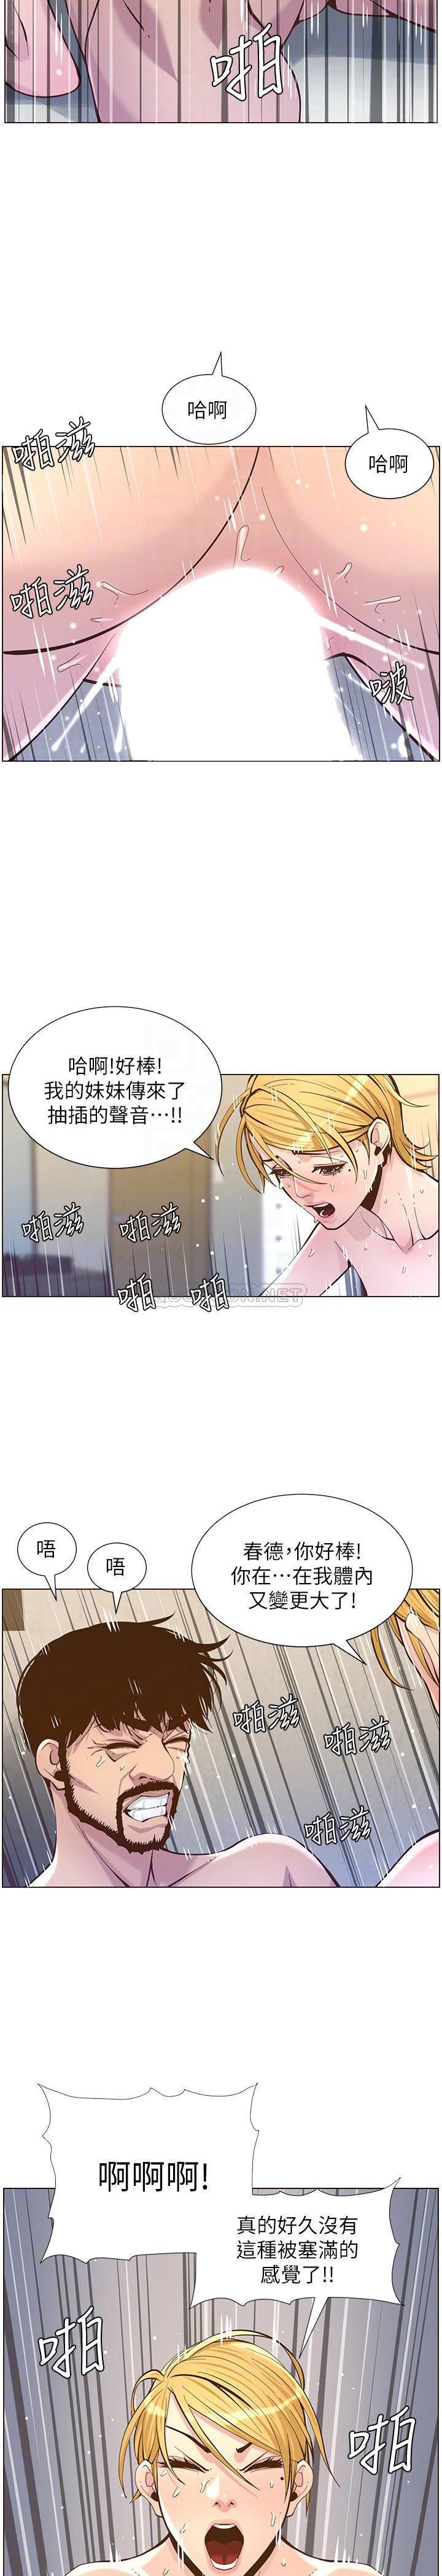 啪
哈啊
哈啊
啪滋
啪滋
啵
哈啊!好棒!
我的妹妹傳來了
抽插的聲音⋯!!
啪滋
啪滋
啪
啪
唔
唔
春德,你好棒!
你在⋯在我體內
又變更大了!
啪滋
啪滋
啪滋
啊啊啊!
真的好久沒有
這種被塞滿的
感覺了!!
啪
啪